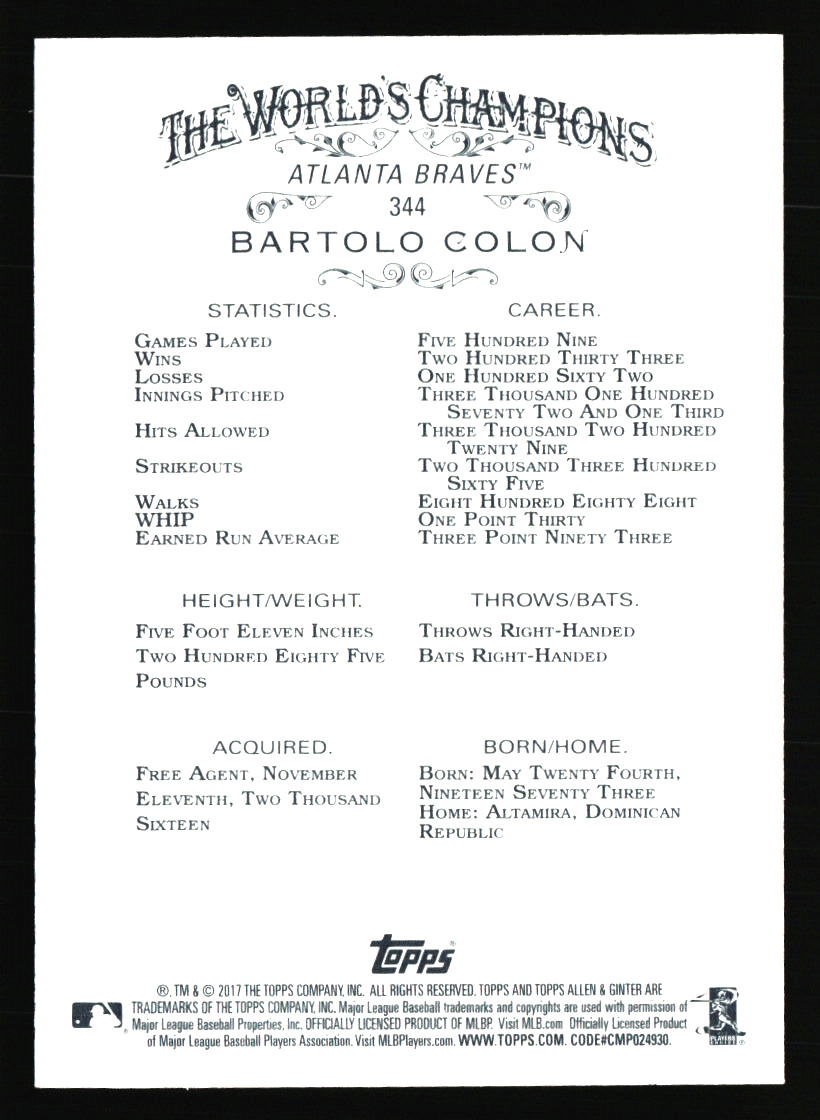 THE WORLD'S CHAMPIONS
ATLANTA BRAVES™
344
BARTOLO COLON
STATISTICS. CAREER.
GAMES PLAYED FIVE HUNDRED NINE
WINS TWO HUNDRED THIRTY THREE
LOSSES ONE HUNDRED SIXTY TWO
INNINGS PITCHED THREE THOUSAND ONE HUNDRED
SEVENTY TWO AND ONE THIRD
HITS ALLOWED THREE THOUSAND TWO HUNDRED
TWENTY NINE
STRIKEOUTS TWO THOUSAND THREE HUNDRED
SIXTY FIVE
WALKS EIGHT HUNDRED EIGHTY EIGHT
WHIP ONE POINT THIRTY
EARNED RUN AVERAGE THREE POINT NINETY THREE
HEIGHT/WEIGHT.
FIVE FOOT ELEVEN INCHES
TWO HUNDRED EIGHTY FIVE
POUNDS
THROWS/BATS.
THROWS RIGHT-HANDED
BATS RIGHT-HANDED
ACQUIRED.
FREE AGENT, NOVEMBER
ELEVENTH, TWO THOUSAND
SIXTEEN
BORN/HOME.
BORN: MAY TWENTY FOURTH,
NINETEEN SEVENTY THREE
HOME: ALTAMIRA, DOMINICAN
REPUBLIC
TOPPS®
®, TM & © 2017 THE TOPPS COMPANY, INC. ALL RIGHTS RESERVED. TOPPS AND TOPPS ALLEN & GINTER ARE
TRADEMARKS OF THE TOPPS COMPANY, INC. Major League Baseball trademarks and copyrights are used with permission of
Major League Baseball Properties, Inc. OFFICIALLY LICENSED PRODUCT OF MLBP. Visit MLB.com Officially Licensed Product
of Major League Baseball Players Association. Visit MLBPlayers.com. WWW.TOPPS.COM. CODE#CMP024930.